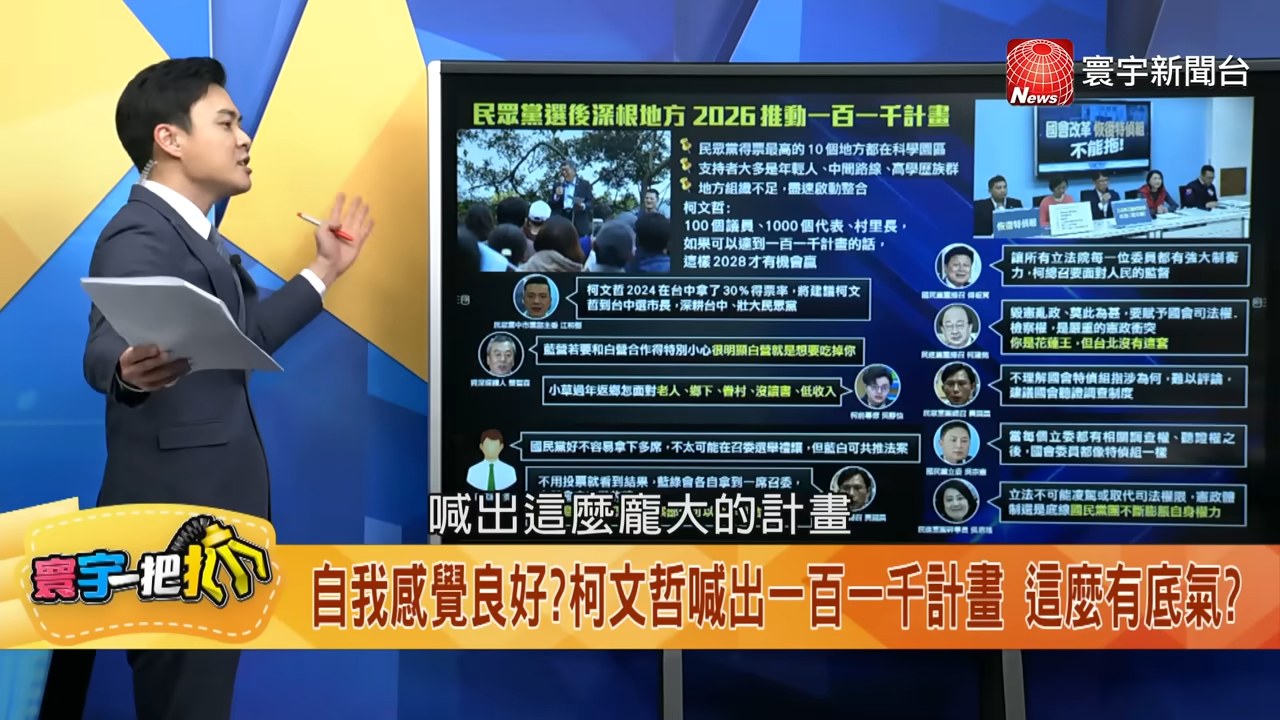 寰宇新聞台
News
民眾黨選後深根地方 2026 推動一百一千計畫
民眾黨得票最高的10個地方都在科學園區
支持者大多是年輕人、中間路線、高學歷族群
地方組織不足，儘速啟動整合
柯文哲：
100個議員、1000個代表、村里長，
如果可以達到一百一千計畫的話，
這樣2028才有機會贏
國會改革 恢復特偵組
不能拖！
恢復特偵組
柯文哲2024在台中拿了30%得票率，將建議柯文
哲到台中選市長，深耕台中、壯大民眾黨
藍營若要和白營合作得特別小心很明顯白營就是想要吃掉你
小草過年返鄉怎面對老人、鄉下、眷村、沒讀書、低收入
國民黨好不容易拿下多席，不太可能在召委選舉禮讓，但藍白可共推法案
不用投票就看到結果，藍綠會各自拿到一席召委，
讓所有立法院每一位委員都有強大制衡
力，柯總召要面對人民的監督
毀憲亂政、莫此為甚，要賦予國會司法權、
檢察權，是嚴重的憲政衝突
你是花蓮王，但台北沒有這套
不理解國會特偵組指涉為何，難以評論，
建議國會聽證調查制度
當每個立委都有相關調查權、聽證權之
後，國會委員都像特偵組一樣
立法不可能凌駕或取代司法權限，憲政體
制還是底線國民黨團不斷膨脹自身權力
喊出這麼龐大的計畫
寰宇一把抓
自我感覺良好?柯文哲喊出一百一千計畫 這麼有底氣?